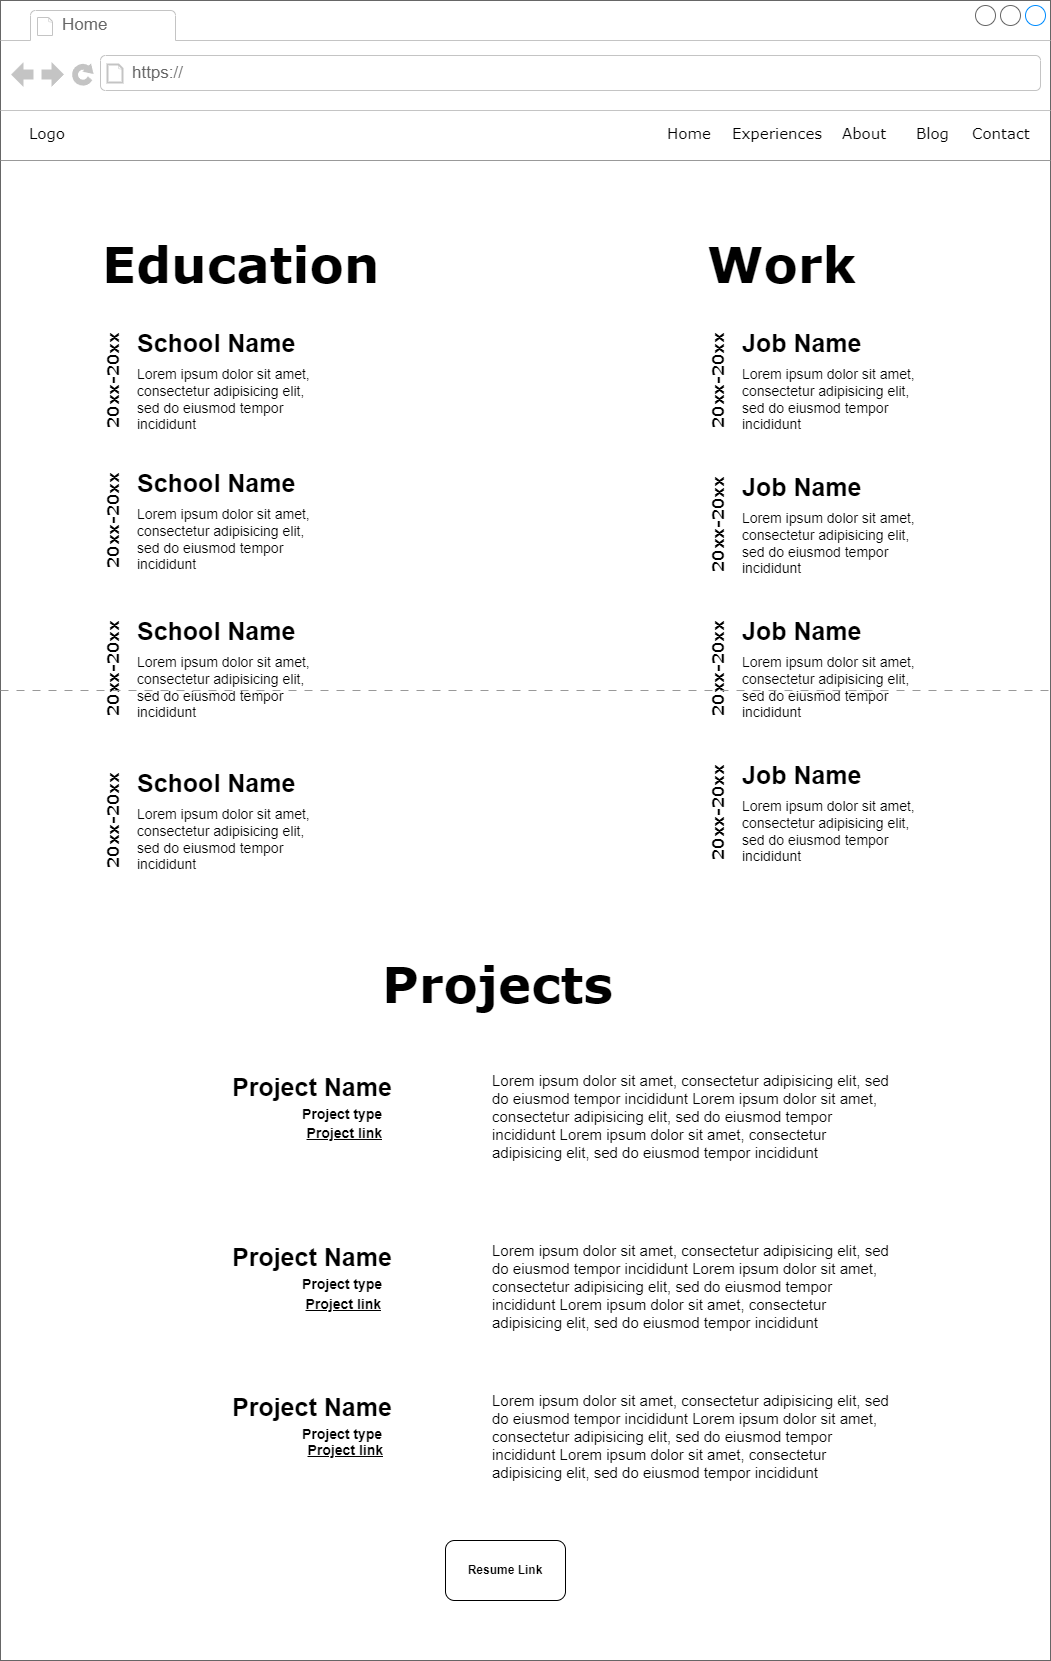 Home
https://
Logo
Home
Experiences
About
Blog
Contact
Education
20xx-20xx
School Name
Lorem ipsum dolor sit amet,
consectetur adipisicing elit,
sed do eiusmod tempor
incididunt
20xx-20xx
School Name
Lorem ipsum dolor sit amet,
consectetur adipisicing elit,
sed do eiusmod tempor
incididunt
20xx-20xx
School Name
Lorem ipsum dolor sit amet,
consectetur adipisicing elit,
sed do eiusmod tempor
incididunt
20xx-20xx
School Name
Lorem ipsum dolor sit amet,
consectetur adipisicing elit,
sed do eiusmod tempor
incididunt
Work
20xx-20xx
Job Name
Lorem ipsum dolor sit amet,
consectetur adipisicing elit,
sed do eiusmod tempor
incididunt
20xx-20xx
Job Name
Lorem ipsum dolor sit amet,
consectetur adipisicing elit,
sed do eiusmod tempor
incididunt
20xx-20xx
Job Name
Lorem ipsum dolor sit amet,
consectetur adipisicing elit,
sed do eiusmod tempor
incididunt
20xx-20xx
Job Name
Lorem ipsum dolor sit amet,
consectetur adipisicing elit,
sed do eiusmod tempor
incididunt
Projects
Project Name
Project type
Project link
Lorem ipsum dolor sit amet, consectetur adipisicing elit, sed
do eiusmod tempor incididunt Lorem ipsum dolor sit amet,
consectetur adipisicing elit, sed do eiusmod tempor
incididunt Lorem ipsum dolor sit amet, consectetur
adipisicing elit, sed do eiusmod tempor incididunt
Project Name
Project type
Project link
Lorem ipsum dolor sit amet, consectetur adipisicing elit, sed
do eiusmod tempor incididunt Lorem ipsum dolor sit amet,
consectetur adipisicing elit, sed do eiusmod tempor
incididunt Lorem ipsum dolor sit amet, consectetur
adipisicing elit, sed do eiusmod tempor incididunt
Project Name
Project type
Project link
Lorem ipsum dolor sit amet, consectetur adipisicing elit, sed
do eiusmod tempor incididunt Lorem ipsum dolor sit amet,
consectetur adipisicing elit, sed do eiusmod tempor
incididunt Lorem ipsum dolor sit amet, consectetur
adipisicing elit, sed do eiusmod tempor incididunt
Resume Link